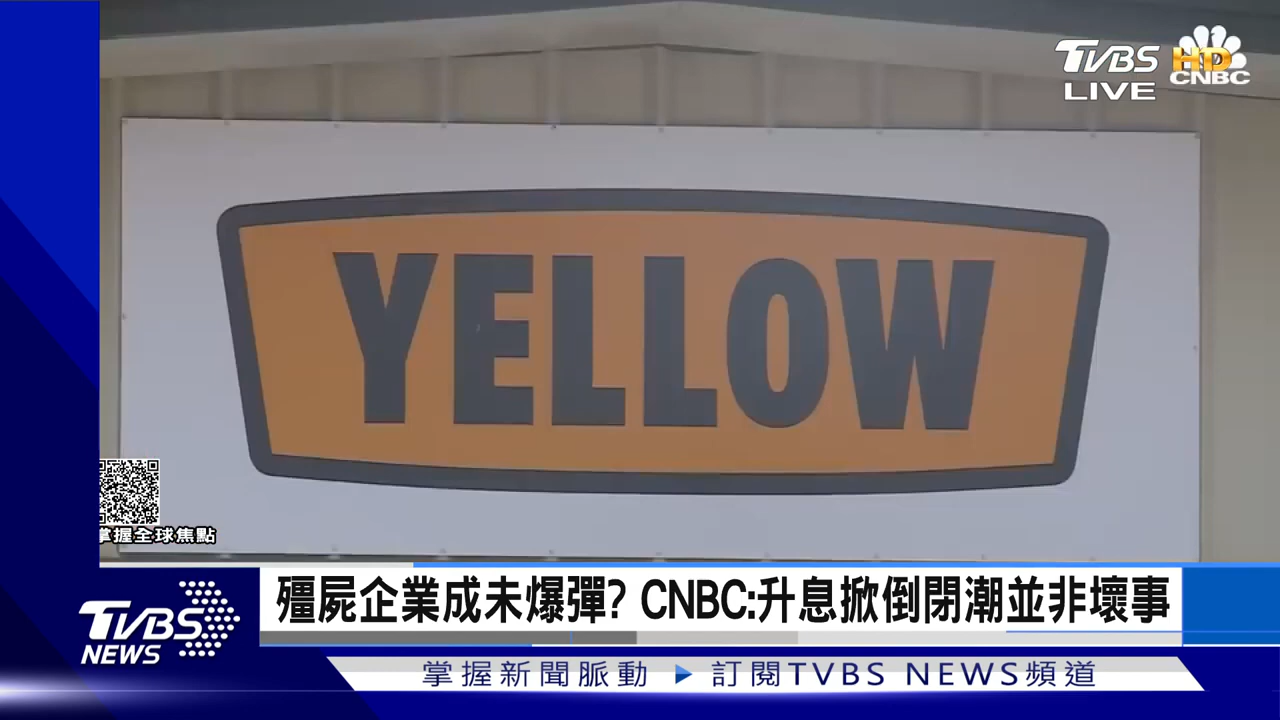 TVBS
LIVE
HD
CNBC
YELLOW
掌握全球焦點
殭屍企業成未爆彈? CNBC:升息掀倒閉潮並非壞事
TVBS
NEWS
掌握新聞脈動 ▶ 訂閱TVBS NEWS頻道